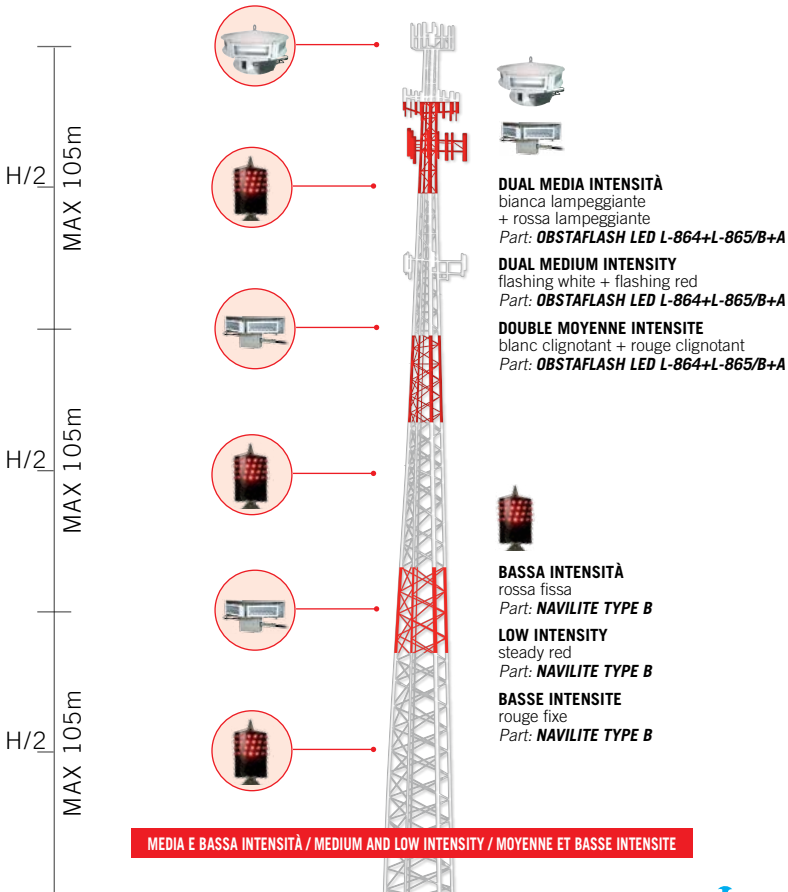 H/2
MAX 105m
H/2
MAX 105m
H/2
MAX 105m
DUAL MEDIA INTENSITÀ
bianca lampeggiante
+ rossa lampeggiante
Part: OBSTAFLASH LED L-864+L-865/B+A
DUAL MEDIUM INTENSITY
flashing white + flashing red
Part: OBSTAFLASH LED L-864+L-865/B+A
DOUBLE MOYENNE INTENSITE
blanc clignotant + rouge clignotant
Part: OBSTAFLASH LED L-864+L-865/B+A
BASSA INTENSITÀ
rossa fissa
Part: NAVILITE TYPE B
LOW INTENSITY
steady red
Part: NAVILITE TYPE B
BASSE INTENSITE
rouge fixe
Part: NAVILITE TYPE B
MEDIA E BASSA INTENSITÀ / MEDIUM AND LOW INTENSITY / MOYENNE ET BASSE INTENSITE